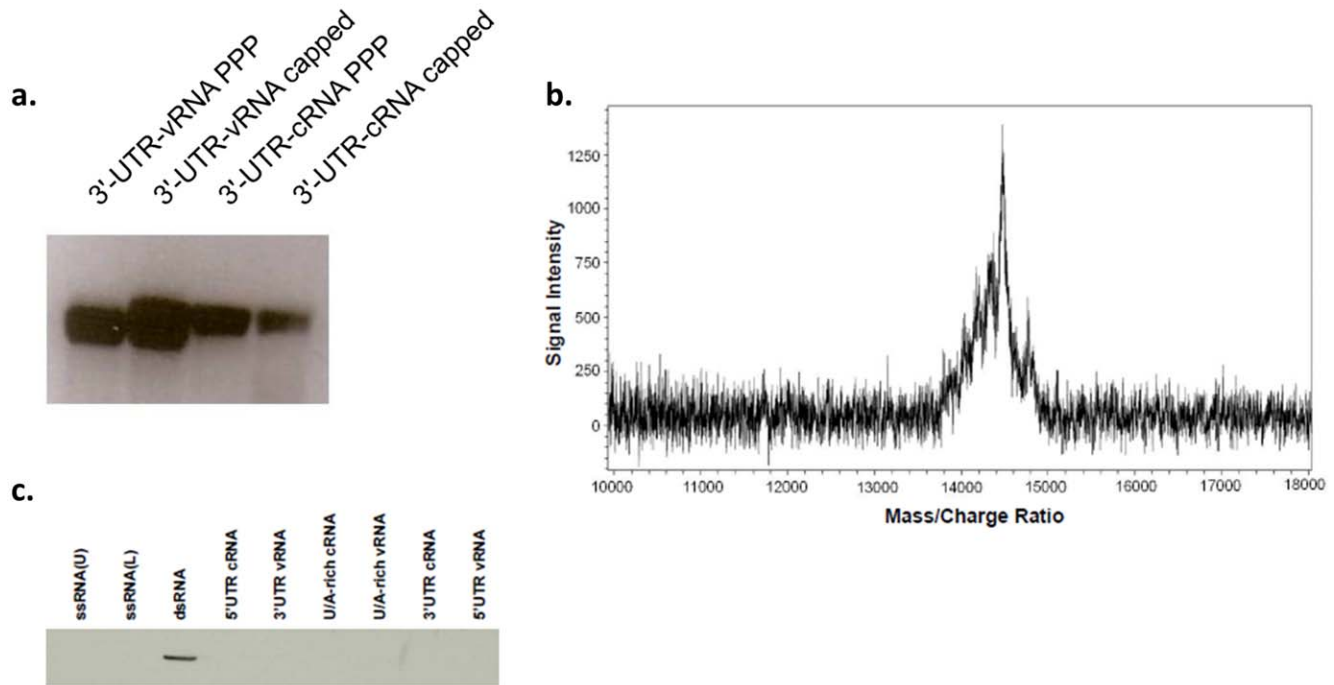 a.
3'-UTR-vRNA PPP
3'-UTR-vRNA capped
3'-UTR-cRNA PPP
3'-UTR-cRNA capped
b.
Signal Intensity
1250
1000
750
500
250
0
10000 11000 12000 13000 14000 15000 16000 17000 18000
Mass/Charge Ratio
c.
ssRNA(U)
ssRNA(L)
dsRNA
5'UTR cRNA
3'UTR vRNA
U/A-rich cRNA
U/A-rich vRNA
3'UTR cRNA
5'UTR vRNA